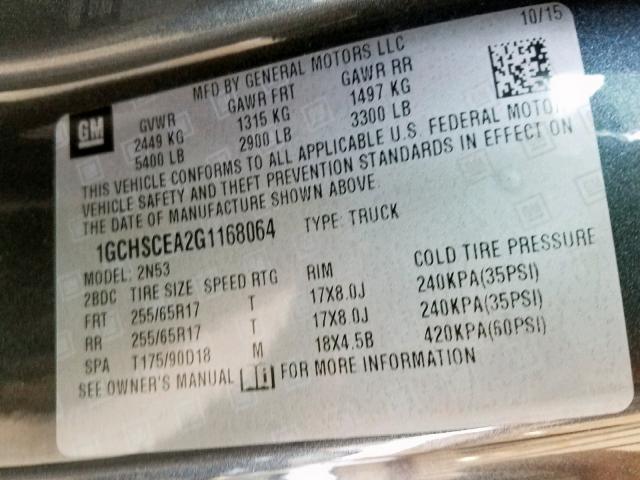 10/15
MFD BY GENERAL MOTORS LLC
GM
GVWR GAWR FRT GAWR RR
2449 KG 1315 KG 1497 KG
5400 LB 2900 LB 3300 LB
THIS VEHICLE CONFORMS TO ALL APPLICABLE U.S. FEDERAL MOTOR
VEHICLE SAFETY AND THEFT PREVENTION STANDARDS IN EFFECT ON
THE DATE OF MANUFACTURE SHOWN ABOVE.
1GCHSCEA2G1168064 TYPE: TRUCK
MODEL: 2N53
2BDC TIRE SIZE SPEED RTG RIM COLD TIRE PRESSURE
FRT 255/65R17 T 17X8.0J 240KPA(35PSI)
RR 255/65R17 T 17X8.0J 240KPA(35PSI)
SPA T175/90D18 M 18X4.5B 420KPA(60PSI)
SEE OWNER'S MANUAL i FOR MORE INFORMATION